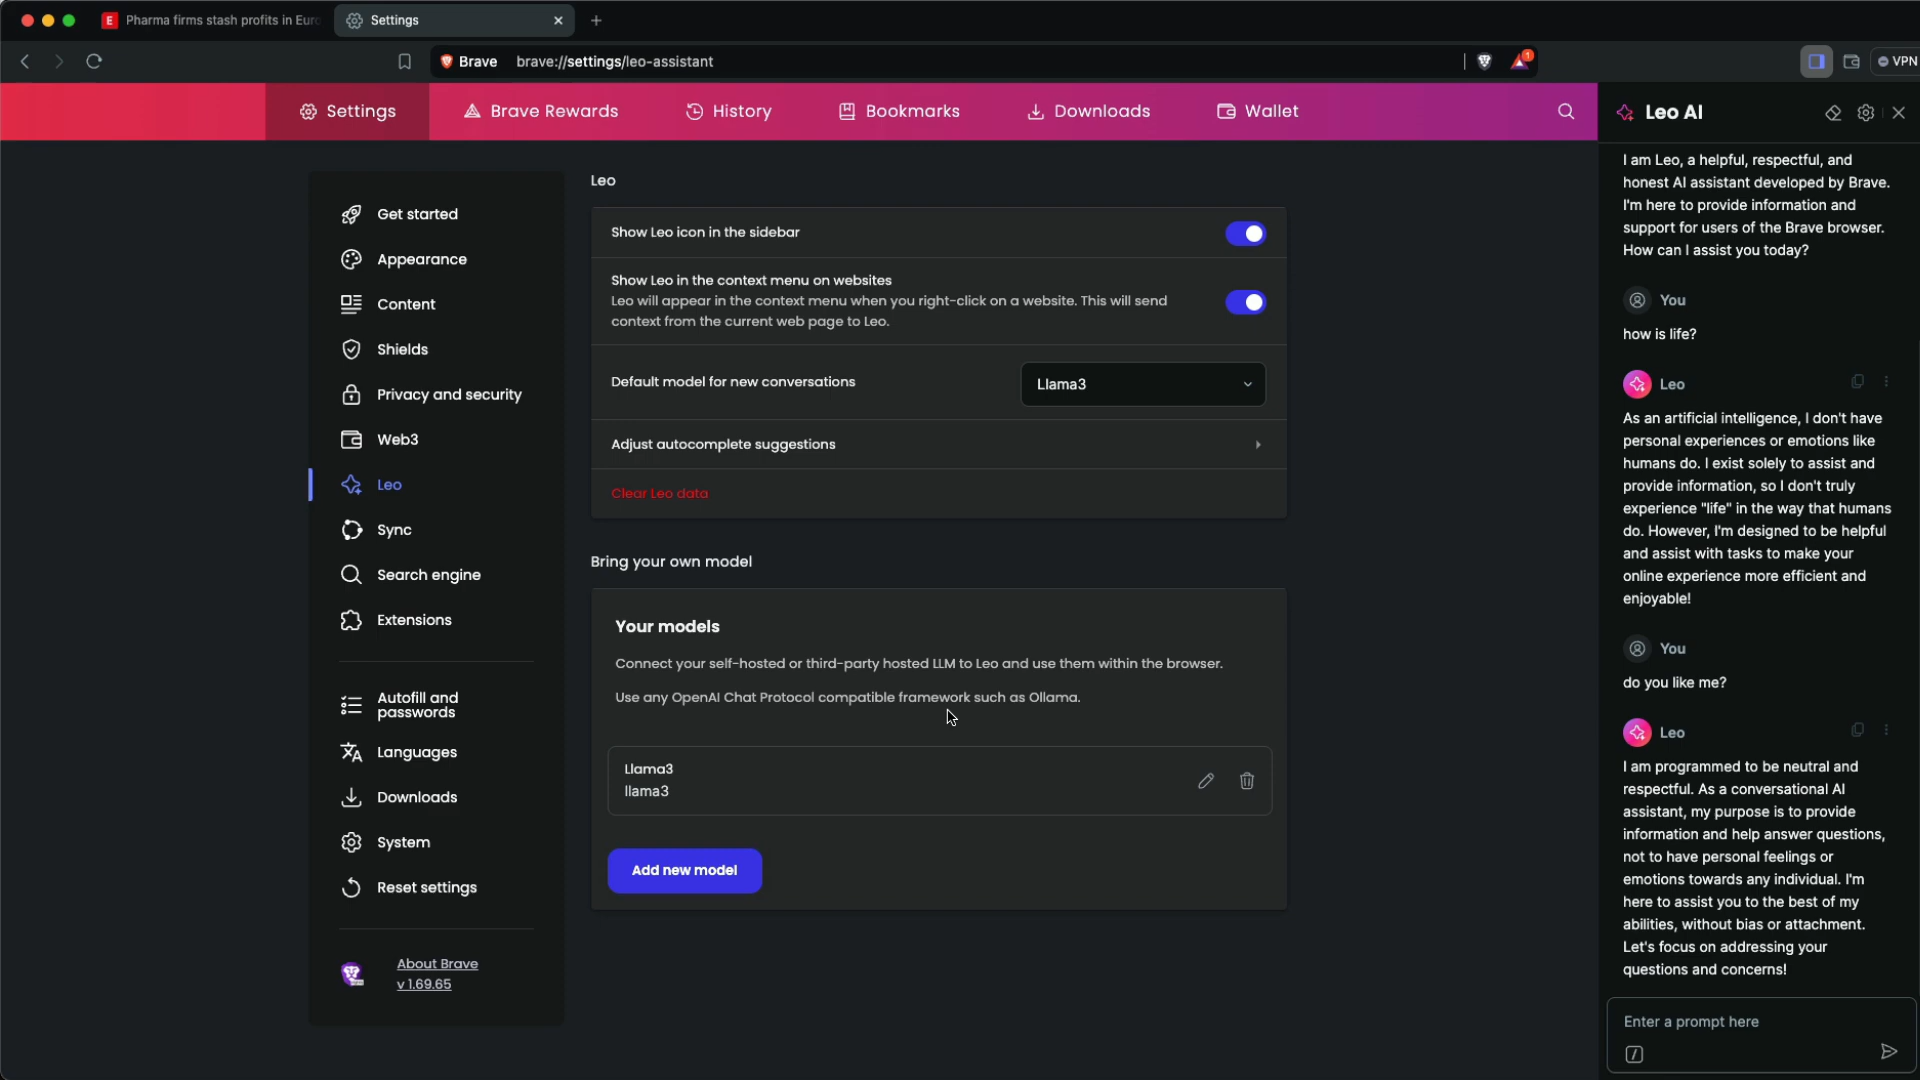 E
Pharma firms stash profits in Euro
Settings
Brave
brave://settings/leo-assistant
1
VPN
Settings
Brave Rewards
History
Bookmarks
Downloads
Wallet
Leo AI
Get started
Appearance
Content
Shields
Privacy and security
Web3
Leo
Sync
Search engine
Extensions
Autofill and
passwords
Languages
Downloads
System
Reset settings
About Brave
v 1.69.65
Leo
Show Leo icon in the sidebar
Show Leo in the context menu on websites
Leo will appear in the context menu when you right-click on a website. This will send
context from the current web page to Leo.
Default model for new conversations
Llama3
Adjust autocomplete suggestions
Clear Leo data
Bring your own model
Your models
Connect your self-hosted or third-party hosted LLM to Leo and use them within the browser.
Use any OpenAI Chat Protocol compatible framework such as Ollama.
Llama3
llama3
Add new model
I am Leo, a helpful, respectful, and
honest AI assistant developed by Brave.
I'm here to provide information and
support for users of the Brave browser.
How can I assist you today?
You
how is life?
Leo
As an artificial intelligence, I don't have
personal experiences or emotions like
humans do. I exist solely to assist and
provide information, so I don't truly
experience "life" in the way that humans
do. However, I'm designed to be helpful
and assist with tasks to make your
online experience more efficient and
enjoyable!
You
do you like me?
Leo
I am programmed to be neutral and
respectful. As a conversational AI
assistant, my purpose is to provide
information and help answer questions,
not to have personal feelings or
emotions towards any individual. I'm
here to assist you to the best of my
abilities, without bias or attachment.
Let's focus on addressing your
questions and concerns!
Enter a prompt here